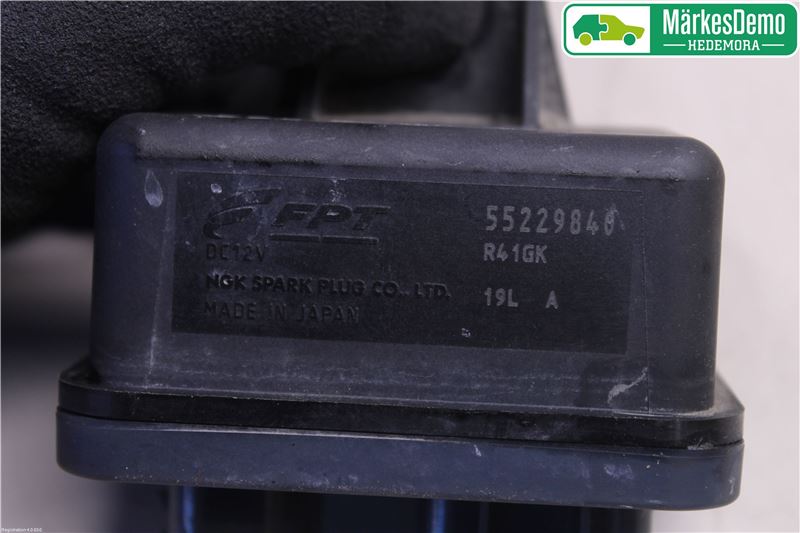 MärkesDemo
HEDEMORA
FPT
55229840
DC12V
R41GK
NGK SPARK PLUG CO., LTD.
19L A
MADE IN JAPAN